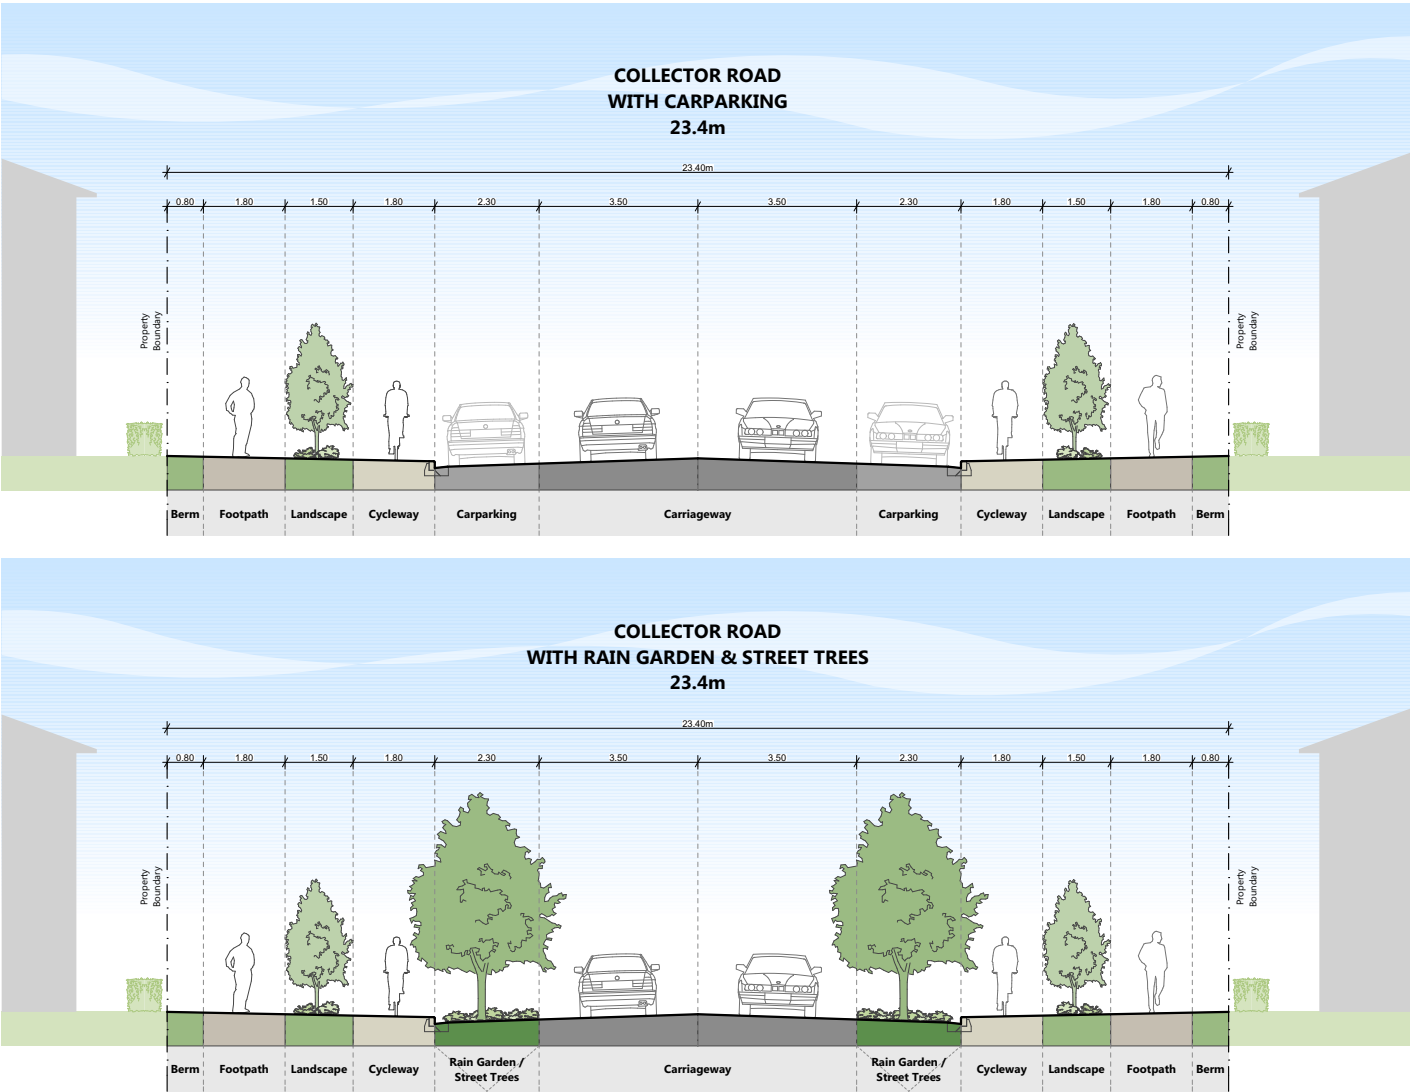 COLLECTOR ROAD
WITH CARPARKING
23.4m
23.40m
0.80 1.80 1.50 1.80 2.30 3.50 3.50 2.30 1.80 1.50 1.80 0.80
Property
Boundary
Property
Boundary
Berm Footpath Landscape Cycleway Carparking Carriageway Carparking Cycleway Landscape Footpath Berm
COLLECTOR ROAD
WITH RAIN GARDEN & STREET TREES
23.4m
23.40m
0.80 1.80 1.50 1.80 2.30 3.50 3.50 2.30 1.80 1.50 1.80 0.80
Property
Boundary
Property
Boundary
Berm Footpath Landscape Cycleway
Rain Garden /
Street Trees
Carriageway
Rain Garden /
Street Trees
Cycleway Landscape Footpath Berm